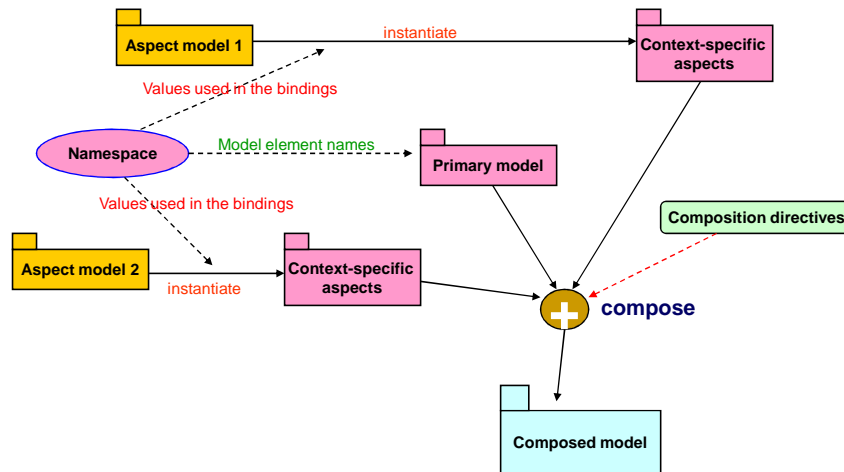 Aspect model 1
instantiate
Context-specific
aspects
Values used in the bindings
Namespace
Model element names
Primary model
Values used in the bindings
Composition directives
Aspect model 2
instantiate
Context-specific
aspects
compose
Composed model